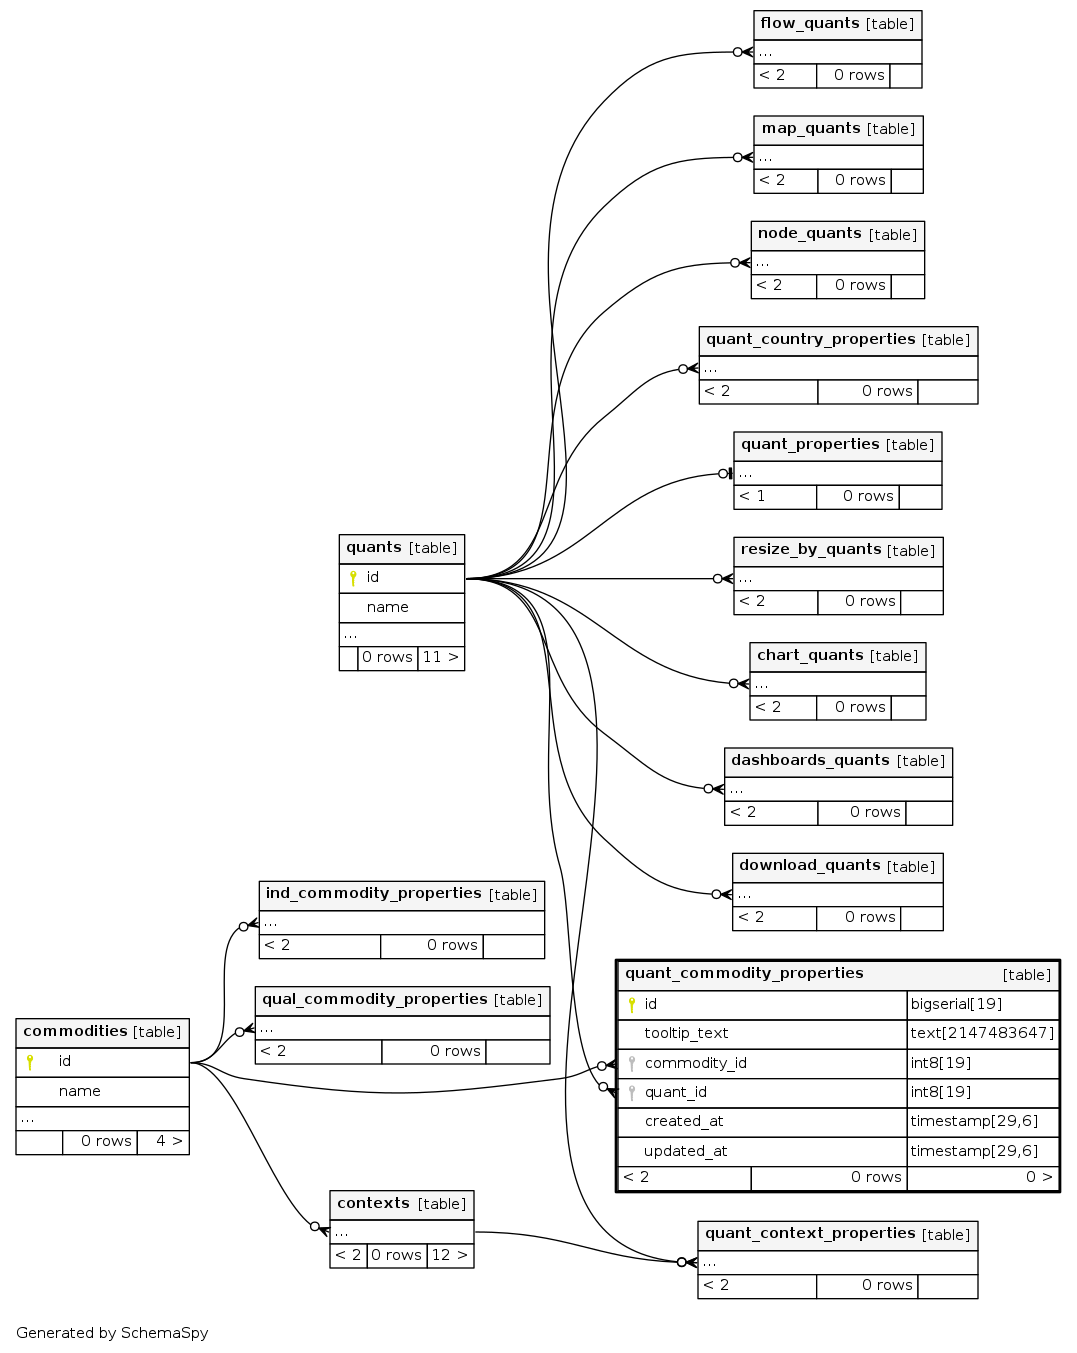 flow_quants [table]
...
< 2 0 rows
map_quants [table]
...
< 2 0 rows
node_quants [table]
...
< 2 0 rows
quant_country_properties [table]
...
< 2 0 rows
quant_properties [table]
...
< 1 0 rows
resize_by_quants [table]
...
< 2 0 rows
quants [table]
id
name
...
0 rows 11 >
chart_quants [table]
...
< 2 0 rows
dashboards_quants [table]
...
< 2 0 rows
download_quants [table]
...
< 2 0 rows
ind_commodity_properties [table]
...
< 2 0 rows
qual_commodity_properties [table]
...
< 2 0 rows
commodities [table]
id
name
...
0 rows 4 >
quant_commodity_properties [table]
id bigserial[19]
tooltip_text text[2147483647]
commodity_id int8[19]
quant_id int8[19]
created_at timestamp[29,6]
updated_at timestamp[29,6]
< 2 0 rows 0 >
contexts [table]
...
< 2 0 rows 12 >
quant_context_properties [table]
...
< 2 0 rows
Generated by SchemaSpy